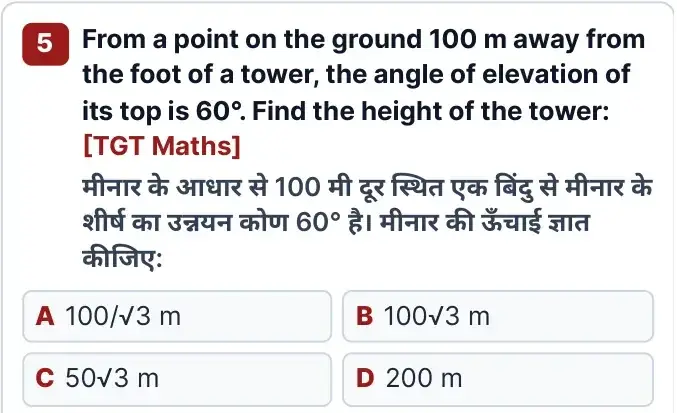 5 From a point on the ground 100 m away from
the foot of a tower, the angle of elevation of
its top is 60°. Find the height of the tower:
[TGT Maths]
मीनार के आधार से 100 मी दूर स्थित एक बिंदु से मीनार के
शीर्ष का उन्नयन कोण 60° है। मीनार की ऊँचाई ज्ञात
कीजिए:
A 100/√3 m
B 100√3 m
C 50√3 m
D 200 m